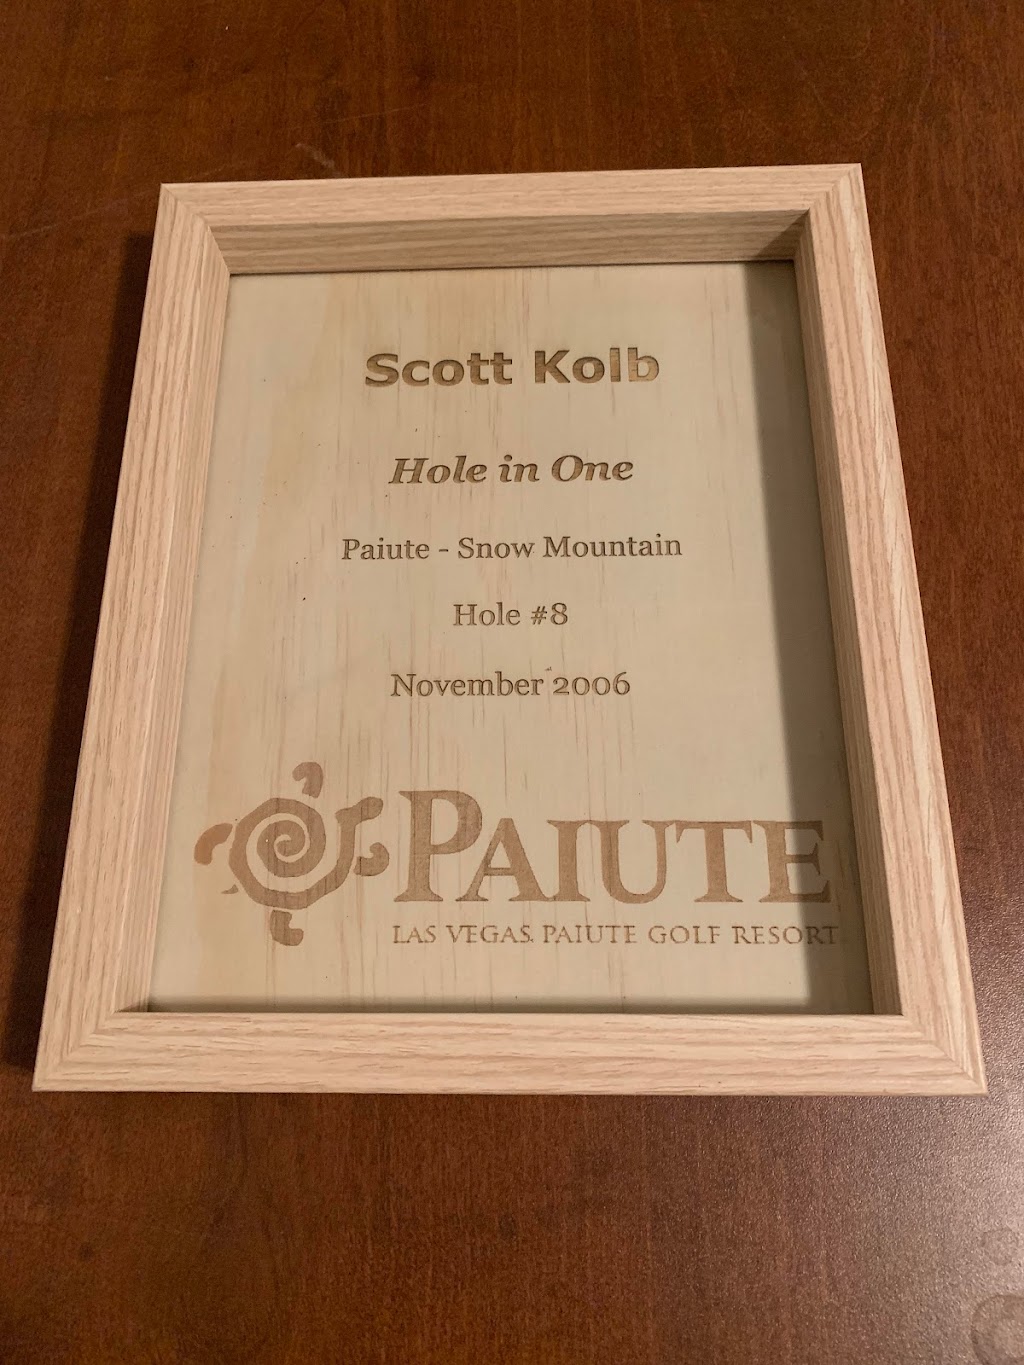 Scott Kolb
Hole in One
Paiute - Snow Mountain
Hole #8
November 2006
PAIUTE
LAS VEGAS PAIUTE GOLF RESORT